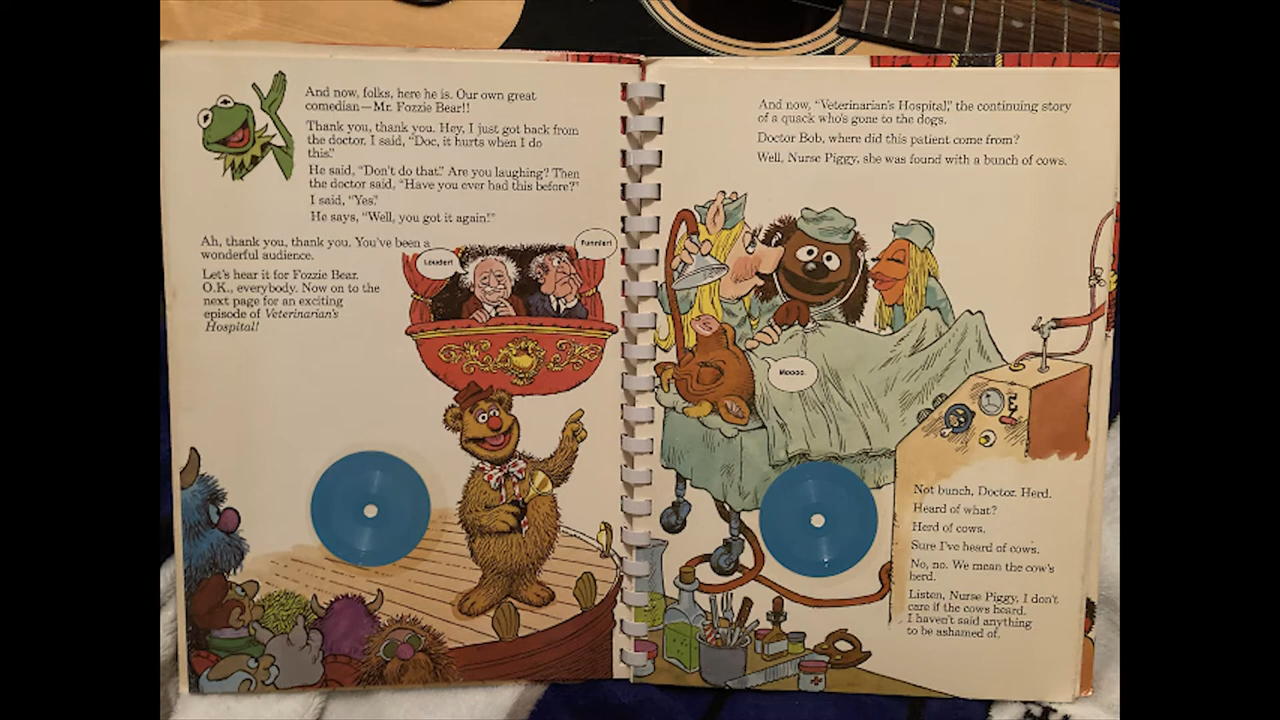 And now, folks, here he is. Our own great
comedian—Mr. Fozzie Bear!!
Thank you, thank you. Hey, I just got back from
the doctor. I said, “Doc, it hurts when I do
this.”
He said, “Don't do that.” Are you laughing? Then
the doctor said, “Have you ever had this before?”
I said, “Yes.”
He says, “Well, you got it again!”
Ah, thank you, thank you. You've been a
wonderful audience.
Let's hear it for Fozzie Bear.
O.K., everybody. Now on to the
next page for an exciting
episode of Veterinarian's
Hospital!
Louder!
Funnier!
And now, “Veterinarian's Hospital,” the continuing story
of a quack who's gone to the dogs.
Doctor Bob, where did this patient come from?
Well, Nurse Piggy, she was found with a bunch of cows.
Moooo.
Not bunch, Doctor. Herd.
Heard of what?
Herd of cows.
Sure I've heard of cows.
No, no. We mean the cow's
herd.
Listen, Nurse Piggy, I don't
care if the cows heard.
I haven't said anything
to be ashamed of.